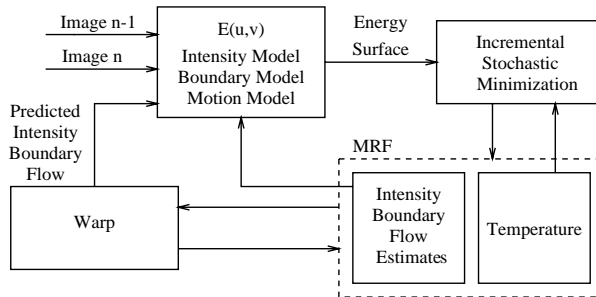 Image n-1
Image n
E(u,v)
Intensity Model
Boundary Model
Motion Model
Energy
Surface
Incremental
Stochastic
Minimization
Predicted
Intensity
Boundary
Flow
MRF
Warp
Intensity
Boundary
Flow
Estimates
Temperature